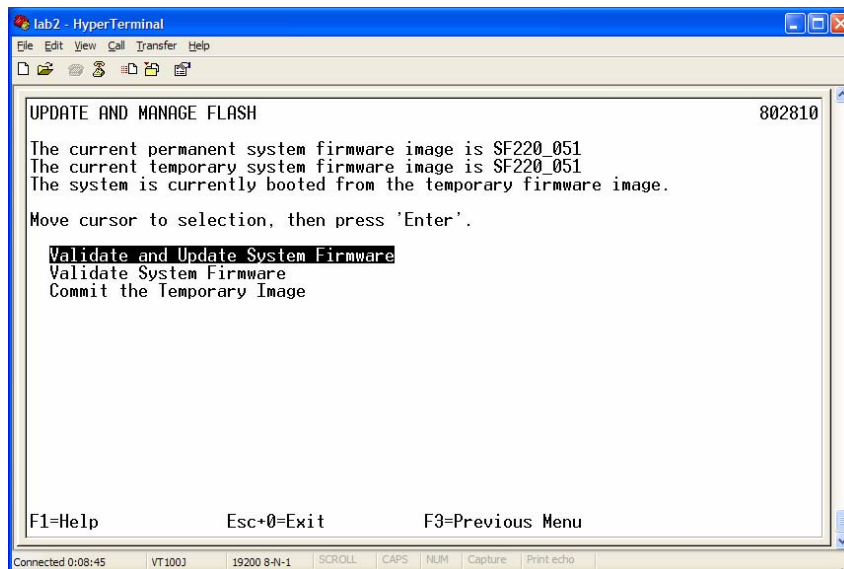 lab2 - HyperTerminal
File Edit View Call Transfer Help
UPDATE AND MANAGE FLASH 802810
The current permanent system firmware image is SF220_051
The current temporary system firmware image is SF220_051
The system is currently booted from the temporary firmware image.
Move cursor to selection, then press 'Enter'.
Validate and Update System Firmware
Validate System Firmware
Commit the Temporary Image
F1=Help Esc+0=Exit F3=Previous Menu
Connected 0:08:45 VT100J 19200 8-N-1 SCROLL CAPS NUM Capture Print echo